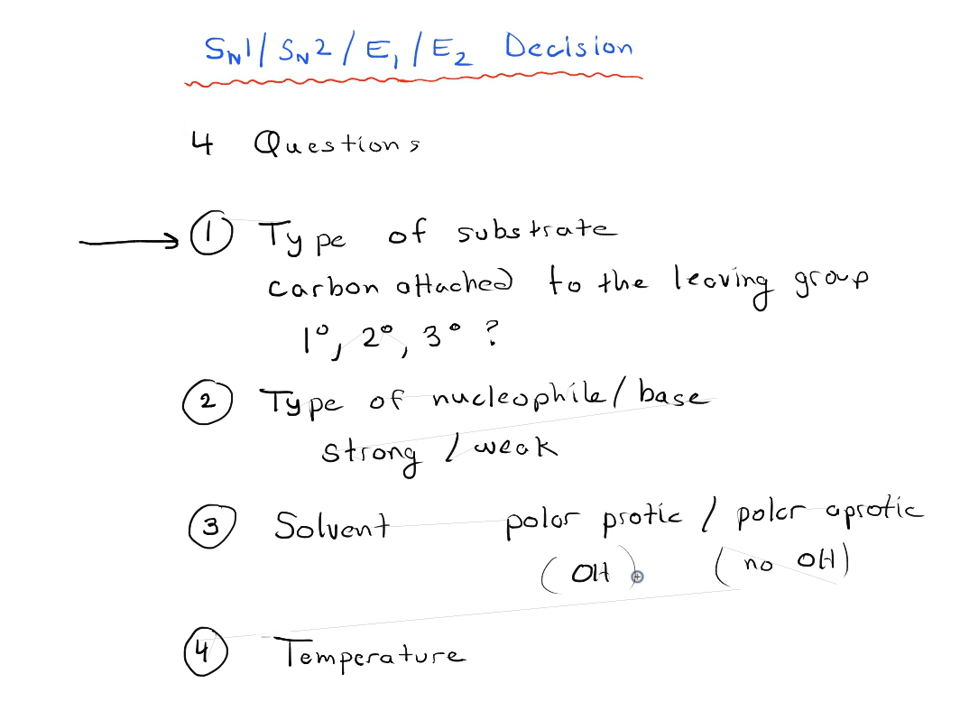 SN1 / SN2 / E1 / E2 Decision
4 Questions
1 Type of substrate
carbon attached to the leaving group
1°, 2°, 3° ?
2 Type of nucleophile / base
strong / weak
3 Solvent polar protic / polar aprotic
(OH) (no OH)
4 Temperature